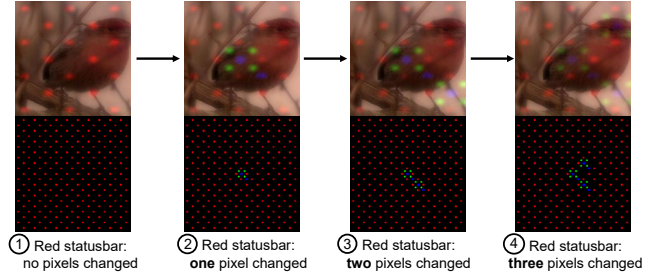 1 Red statusbar:
no pixels changed
2 Red statusbar:
one pixel changed
3 Red statusbar:
two pixels changed
4 Red statusbar:
three pixels changed